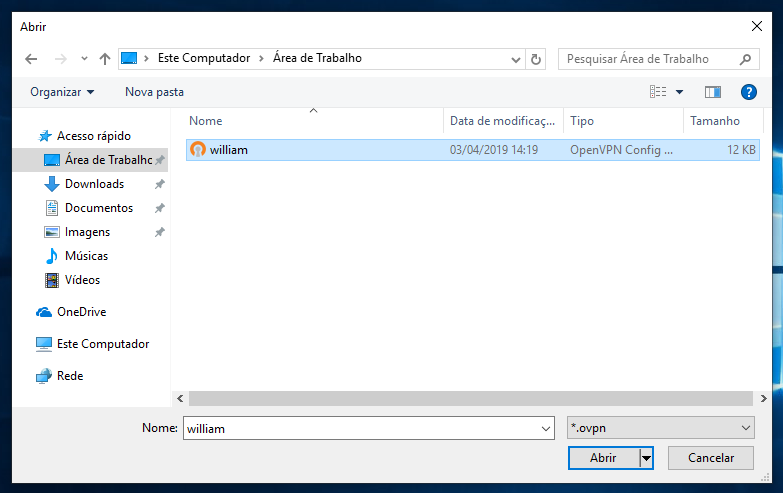 Abrir
Este Computador Área de Trabalho
Pesquisar Área de Trabalho
Organizar Nova pasta
Nome Data de modificaç... Tipo Tamanho
william 03/04/2019 14:19 OpenVPN Config ... 12 KB
Acesso rápido
Área de Trabalho
Downloads
Documentos
Imagens
Músicas
Vídeos
OneDrive
Este Computador
Rede
Nome: william *.ovpn
Abrir Cancelar